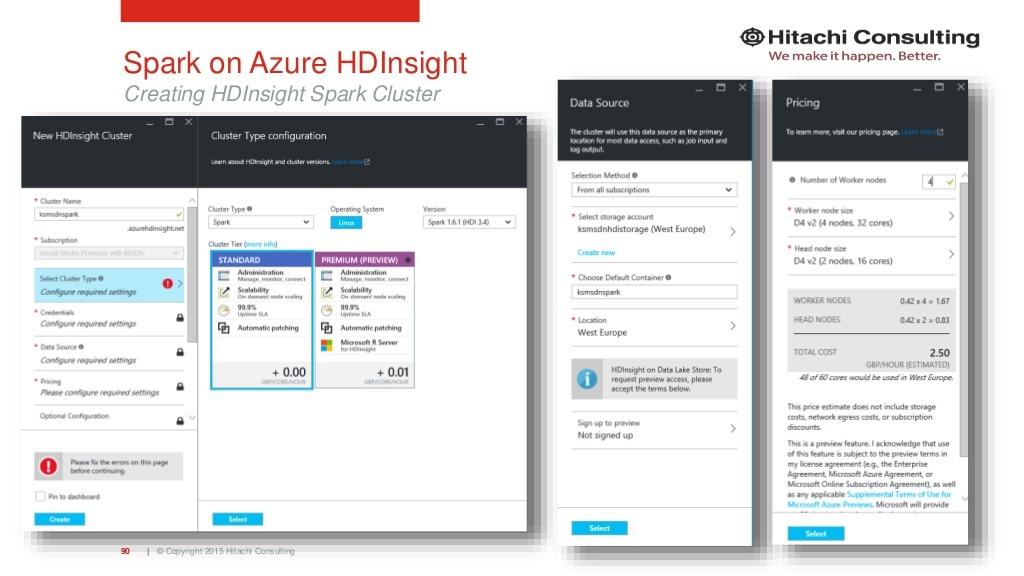 Hitachi Consulting
We make it happen. Better.
Spark on Azure HDInsight
Creating HDInsight Spark Cluster
New HDInsight Cluster
* Cluster Name
ksmsdnspark
.azurehdinsight.net
* Subscription
Visual Studio Premium with MSDN
Select Cluster Type
Configure required settings
* Credentials
Configure required settings
* Data Source
Configure required settings
* Pricing
Please configure required settings
Optional Configuration
Please fix the errors on this page
before continuing.
Pin to dashboard
Create
Cluster Type configuration
Learn about HDInsight and cluster versions. Learn more
Cluster Type
Operating System
Version
Spark
Linux
Spark 1.6.1 (HDI 3.4)
Cluster Tier (more info)
STANDARD
Administration
Manage, monitor, connect
Scalability
On-demand node scaling
99.9%
Uptime SLA
Automatic patching
+ 0.00
GBP/CORE/HOUR
PREMIUM (PREVIEW)
Administration
Manage, monitor, connect
Scalability
On-demand node scaling
99.9%
Uptime SLA
Automatic patching
Microsoft R Server
for HDInsight
+ 0.01
GBP/CORE/HOUR
Select
Data Source
The cluster will use this data source as the primary
location for most data access, such as job input and
log output.
Selection Method
From all subscriptions
* Select storage account
ksmsdnhdistorage (West Europe)
Create new
* Choose Default Container
ksmsdnspark
* Location
West Europe
HDInsight on Data Lake Store: To
request preview access, please
accept the terms below.
Sign up to preview
Not signed up
Select
Pricing
To learn more, visit our pricing page. Learn more
Number of Worker nodes
4
* Worker node size
D4 v2 (4 nodes, 32 cores)
* Head node size
D4 v2 (2 nodes, 16 cores)
WORKER NODES 0.42 x 4 = 1.67
HEAD NODES 0.42 x 2 = 0.83
TOTAL COST 2.50
GBP/HOUR (ESTIMATED)
48 of 60 cores would be used in West Europe.
This price estimate does not include storage
costs, network egress costs, or subscription
discounts.
This is a preview feature. I acknowledge that use
of this feature is subject to the preview terms in
my license agreement (e.g., the Enterprise
Agreement, Microsoft Azure Agreement, or
Microsoft Online Subscription Agreement), as well
as any applicable Supplemental Terms of Use for
Microsoft Azure Previews. Microsoft will provide
Select
90 | © Copyright 2015 Hitachi Consulting